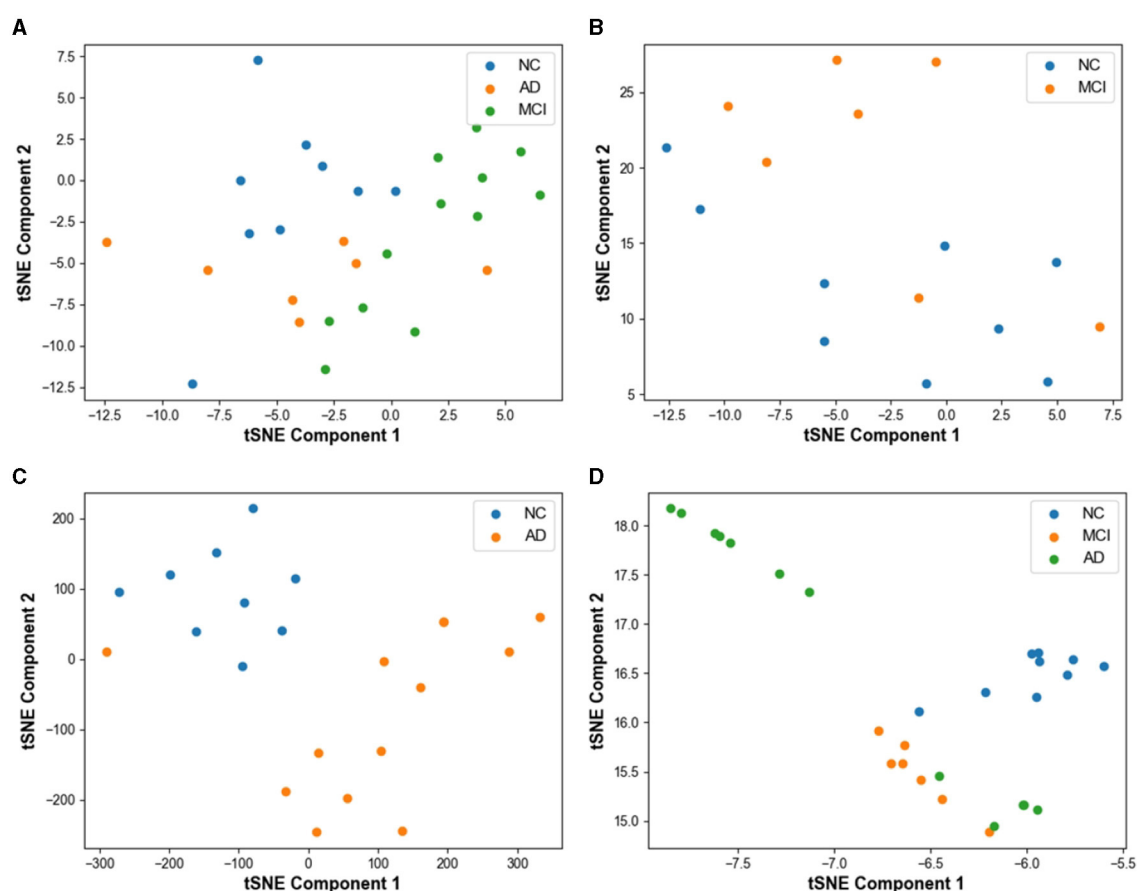 A
NC
AD
MCI
7.5
5.0
2.5
0.0
−2.5
−5.0
−7.5
−10.0
−12.5
tSNE Component 2
−12.5 −10.0 −7.5 −5.0 −2.5 0.0 2.5 5.0
tSNE Component 1
B
NC
MCI
25
20
15
10
5
tSNE Component 2
−12.5 −10.0 −7.5 −5.0 −2.5 0.0 2.5 5.0 7.5
tSNE Component 1
C
NC
AD
200
100
0
−100
−200
tSNE Component 2
−300 −200 −100 0 100 200 300
tSNE Component 1
D
NC
MCI
AD
18.0
17.5
17.0
16.5
16.0
15.5
15.0
tSNE Component 2
−7.5 −7.0 −6.5 −6.0 −5.5
tSNE Component 1